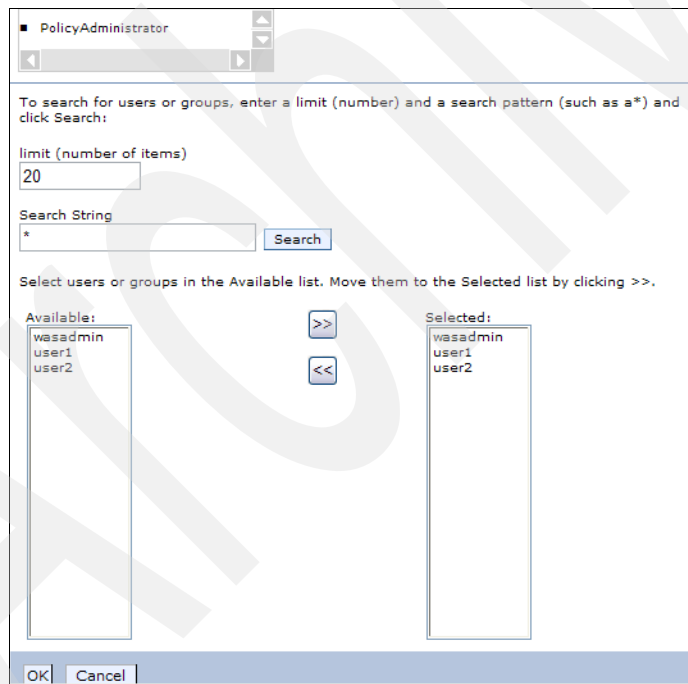 PolicyAdministrator
To search for users or groups, enter a limit (number) and a search pattern (such as a*) and
click Search:
limit (number of items)
20
Search String
*
Search
Select users or groups in the Available list. Move them to the Selected list by clicking >>.
Available:
wasadmin
user1
user2
>>
<<
Selected:
wasadmin
user1
user2
OK
Cancel